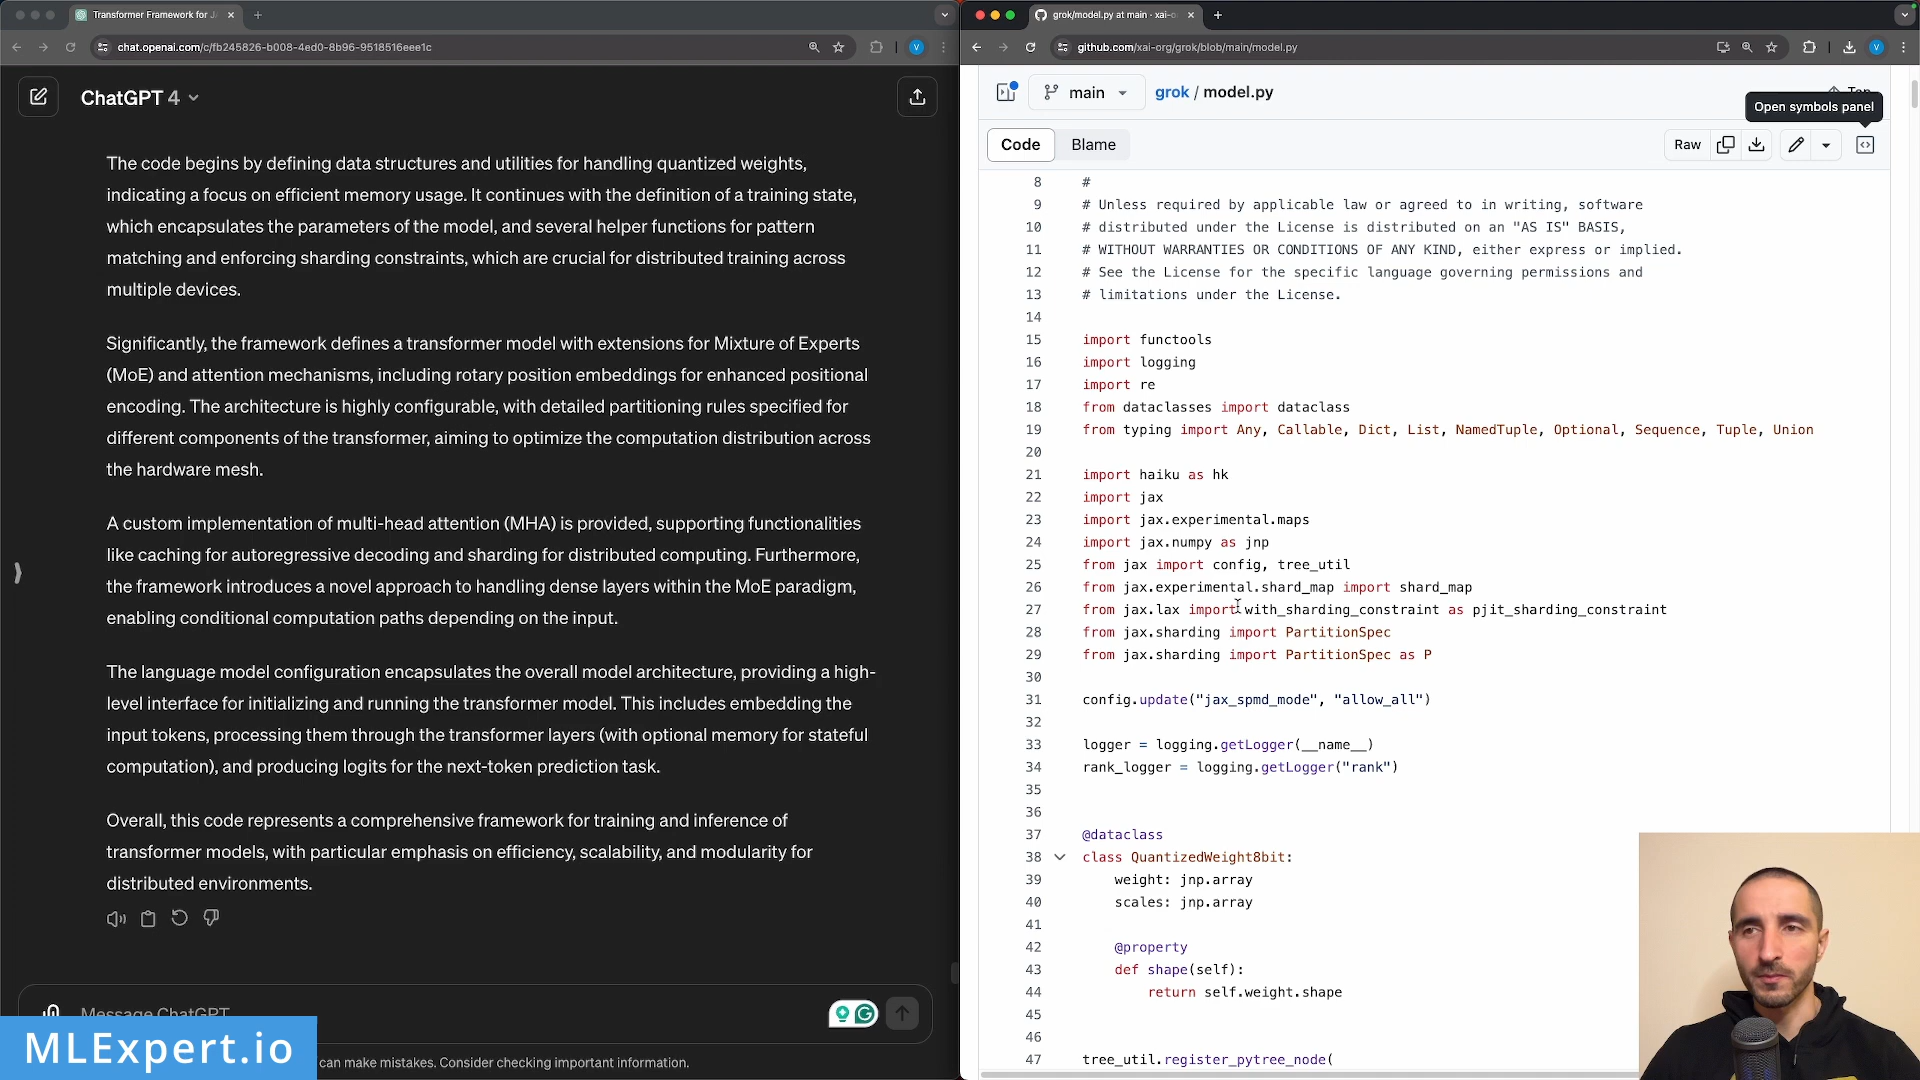 Transformer Framework for J
chat.openai.com/c/fb245826-b008-4ed0-8b96-9518516eee1c
ChatGPT 4
The code begins by defining data structures and utilities for handling quantized weights,
indicating a focus on efficient memory usage. It continues with the definition of a training state,
which encapsulates the parameters of the model, and several helper functions for pattern
matching and enforcing sharding constraints, which are crucial for distributed training across
multiple devices.
Significantly, the framework defines a transformer model with extensions for Mixture of Experts
(MoE) and attention mechanisms, including rotary position embeddings for enhanced positional
encoding. The architecture is highly configurable, with detailed partitioning rules specified for
different components of the transformer, aiming to optimize the computation distribution across
the hardware mesh.
A custom implementation of multi-head attention (MHA) is provided, supporting functionalities
like caching for autoregressive decoding and sharding for distributed computing. Furthermore,
the framework introduces a novel approach to handling dense layers within the MoE paradigm,
enabling conditional computation paths depending on the input.
The language model configuration encapsulates the overall model architecture, providing a high-
level interface for initializing and running the transformer model. This includes embedding the
input tokens, processing them through the transformer layers (with optional memory for stateful
computation), and producing logits for the next-token prediction task.
Overall, this code represents a comprehensive framework for training and inference of
transformer models, with particular emphasis on efficiency, scalability, and modularity for
distributed environments.
Message ChatGPT
can make mistakes. Consider checking important information.
MLExpert.io
grok/model.py at main · xai-o
github.com/xai-org/grok/blob/main/model.py
main
grok / model.py
Top
Open symbols panel
Code Blame
Raw
8 #
9 # Unless required by applicable law or agreed to in writing, software
10 # distributed under the License is distributed on an "AS IS" BASIS,
11 # WITHOUT WARRANTIES OR CONDITIONS OF ANY KIND, either express or implied.
12 # See the License for the specific language governing permissions and
13 # limitations under the License.
14
15 import functools
16 import logging
17 import re
18 from dataclasses import dataclass
19 from typing import Any, Callable, Dict, List, NamedTuple, Optional, Sequence, Tuple, Union
20
21 import haiku as hk
22 import jax
23 import jax.experimental.maps
24 import jax.numpy as jnp
25 from jax import config, tree_util
26 from jax.experimental.shard_map import shard_map
27 from jax.lax import with_sharding_constraint as pjit_sharding_constraint
28 from jax.sharding import PartitionSpec
29 from jax.sharding import PartitionSpec as P
30
31 config.update("jax_spmd_mode", "allow_all")
32
33 logger = logging.getLogger(__name__)
34 rank_logger = logging.getLogger("rank")
35
36
37 @dataclass
38 class QuantizedWeight8bit:
39 weight: jnp.array
40 scales: jnp.array
41
42 @property
43 def shape(self):
44 return self.weight.shape
45
46
47 tree_util.register_pytree_node(